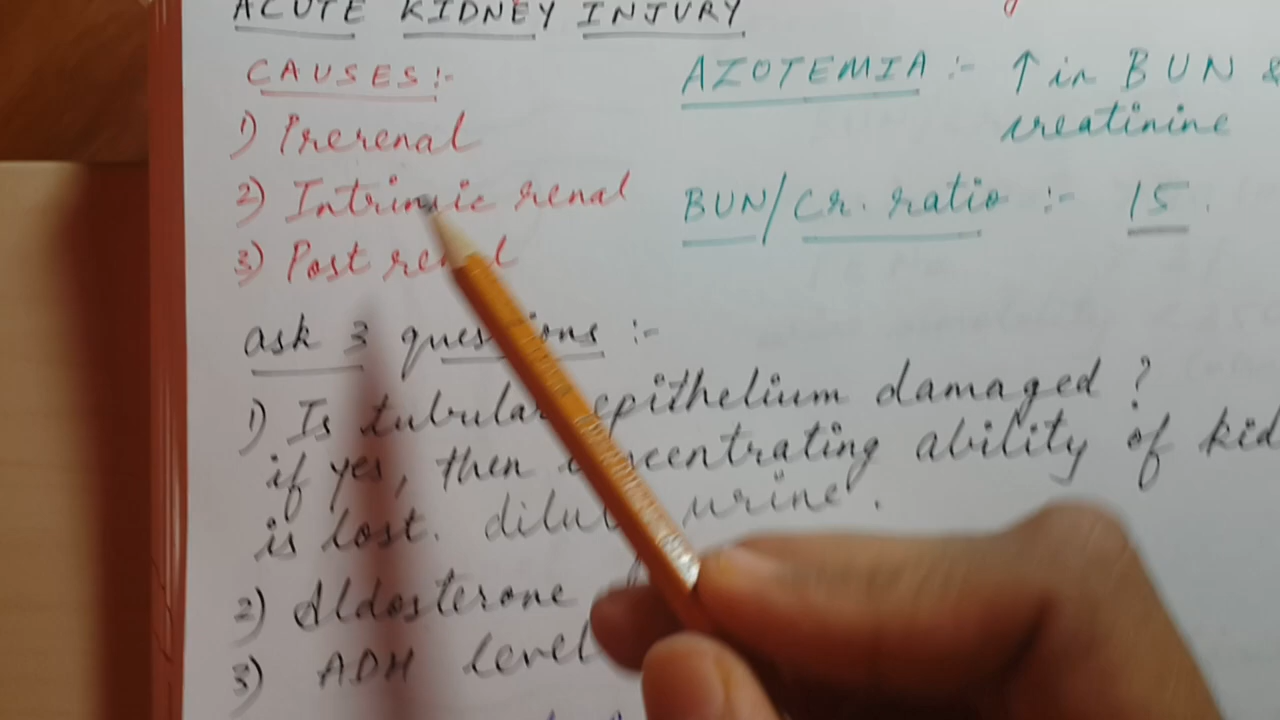 ACUTE KIDNEY INJURY
CAUSES :-
1) Prerenal
2) Intrinsic renal
3) Post renal
AZOTEMIA :- ↑ in BUN &
creatinine
BUN/Cr. ratio :- 15.
ask 3 questions :-
1) Is tubular epithelium damaged ?
if yes, then concentrating ability of kid
is lost. dilute urine.
2) Aldosterone
3) ADH level